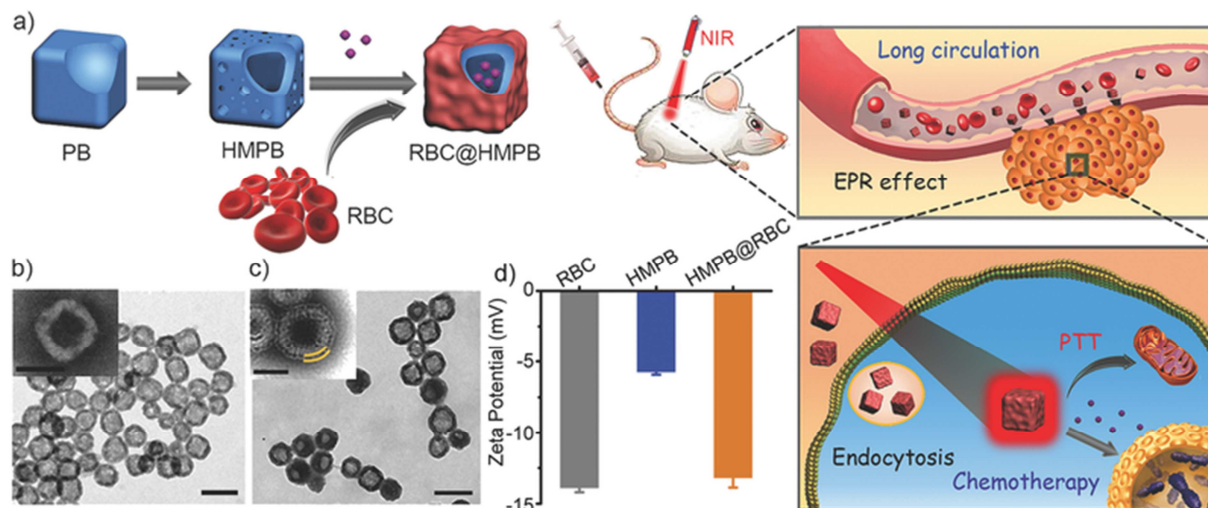 a)
PB
HMPB
RBC@HMPB
RBC
NIR
Long circulation
EPR effect
b)
c)
d)
RBC
HMPB
HMPB@RBC
Zeta Potential (mV)
0
-5
-10
-15
PTT
Endocytosis
Chemotherapy